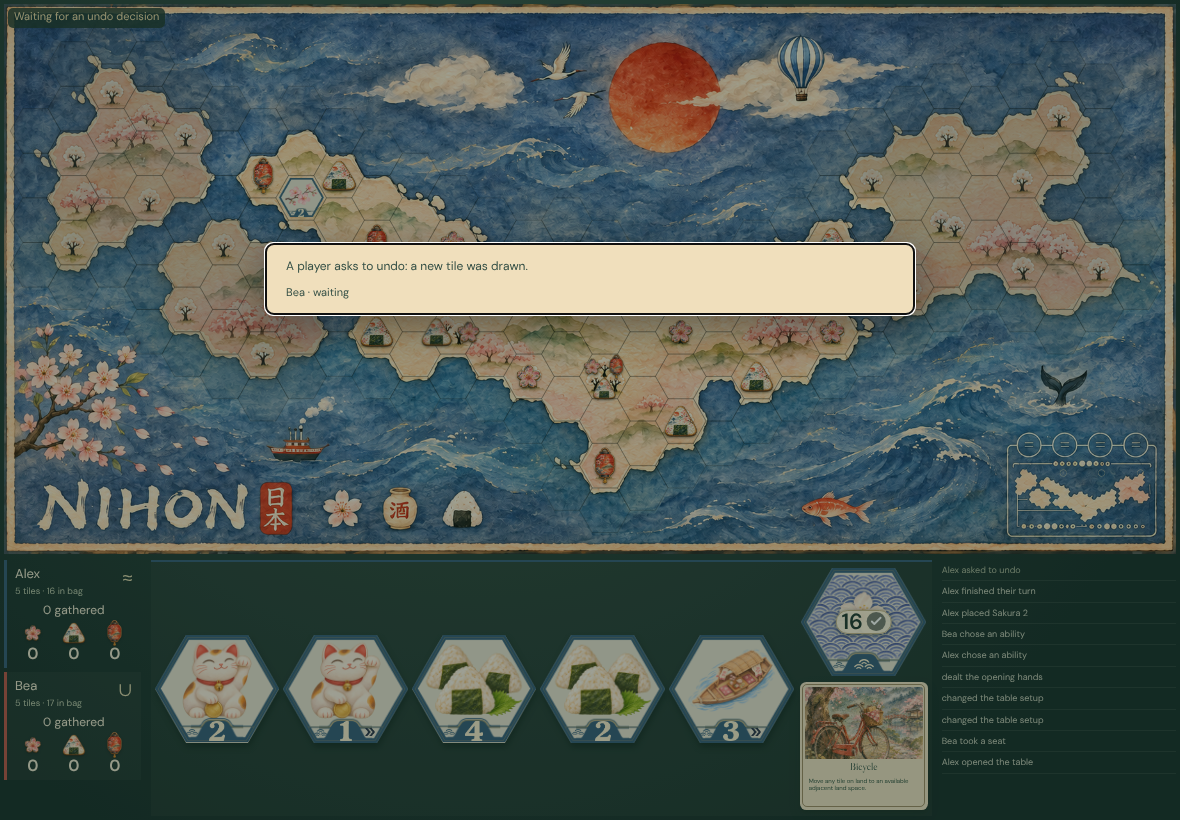 Waiting for an undo decision
2
A player asks to undo: a new tile was drawn.
Bea · waiting
NIHON
日本
酒
Alex
≈
5 tiles · 16 in bag
0 gathered
0 0 0
Bea
5 tiles · 17 in bag
0 gathered
0 0 0
2
1 »
4
2
3 »
16
Bicycle
Move any tile on land to an available
adjacent land space.
Alex asked to undo
Alex finished their turn
Alex placed Sakura 2
Bea chose an ability
Alex chose an ability
dealt the opening hands
changed the table setup
changed the table setup
Bea took a seat
Alex opened the table